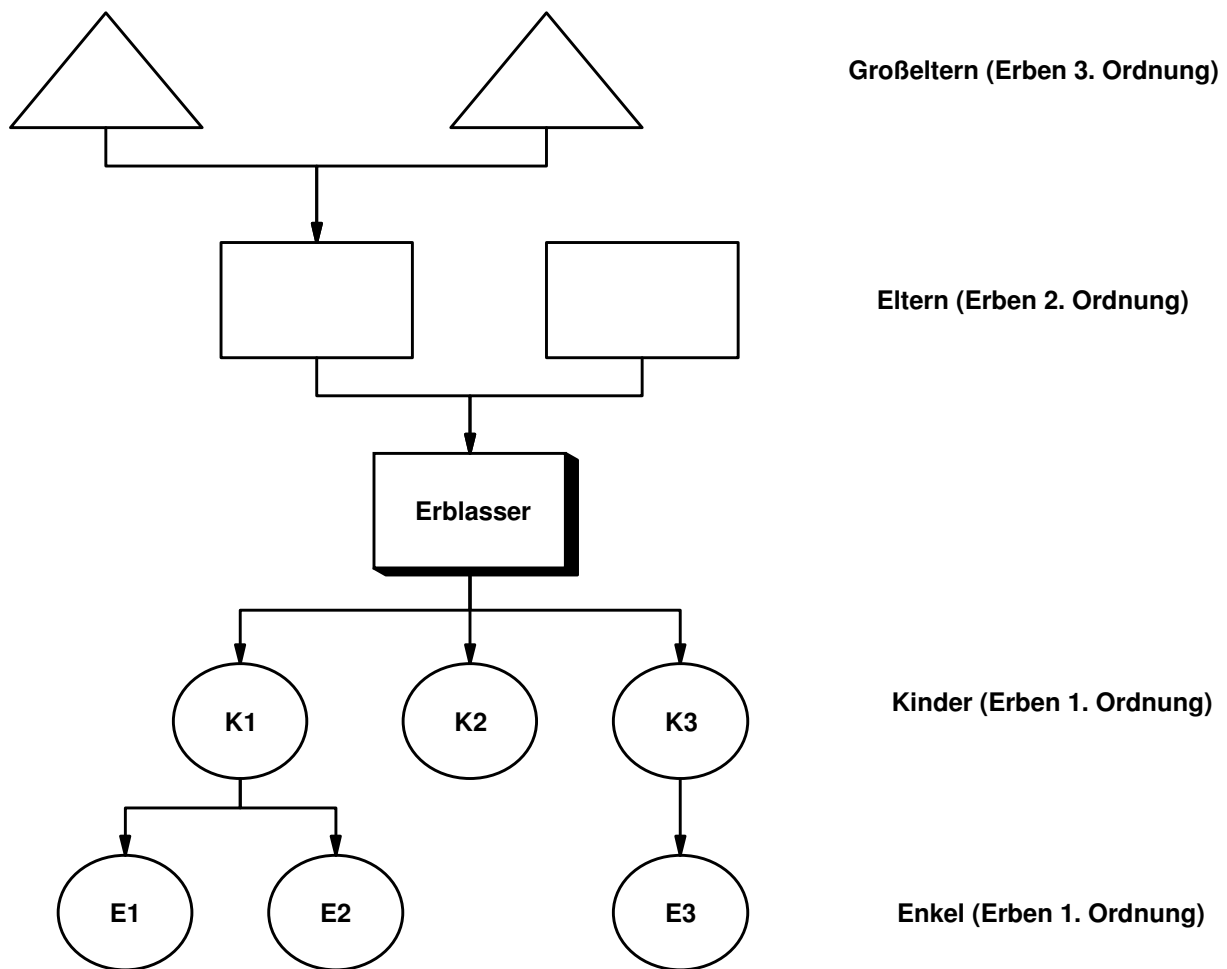 Großeltern (Erben 3. Ordnung)
Eltern (Erben 2. Ordnung)
Erblasser
K1 K2 K3 Kinder (Erben 1. Ordnung)
E1 E2 E3 Enkel (Erben 1. Ordnung)